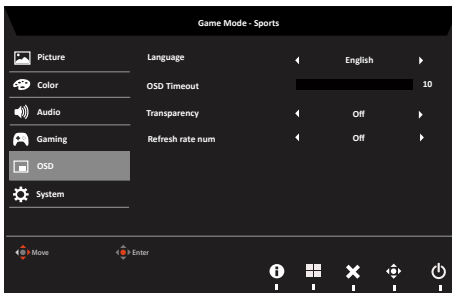 Game Mode - Sports
Picture
Language
English
Color
OSD Timeout
10
Audio
Transparency
Off
Gaming
Refresh rate num
Off
OSD
System
Move
Enter